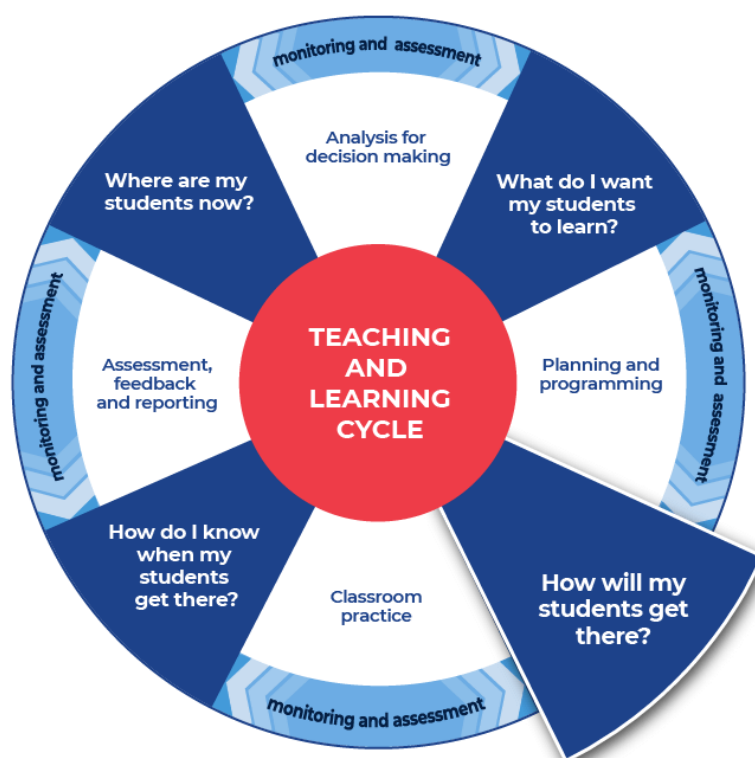 monitoring and assessment
Analysis for
decision making
What do I want
my students
to learn?
monitoring and assessment
Planning and
programming
How will my
students get
there?
Classroom
practice
monitoring and assessment
How do I know
when my
students
get there?
Assessment,
feedback
and reporting
monitoring and assessment
Where are my
students now?
TEACHING
AND
LEARNING
CYCLE